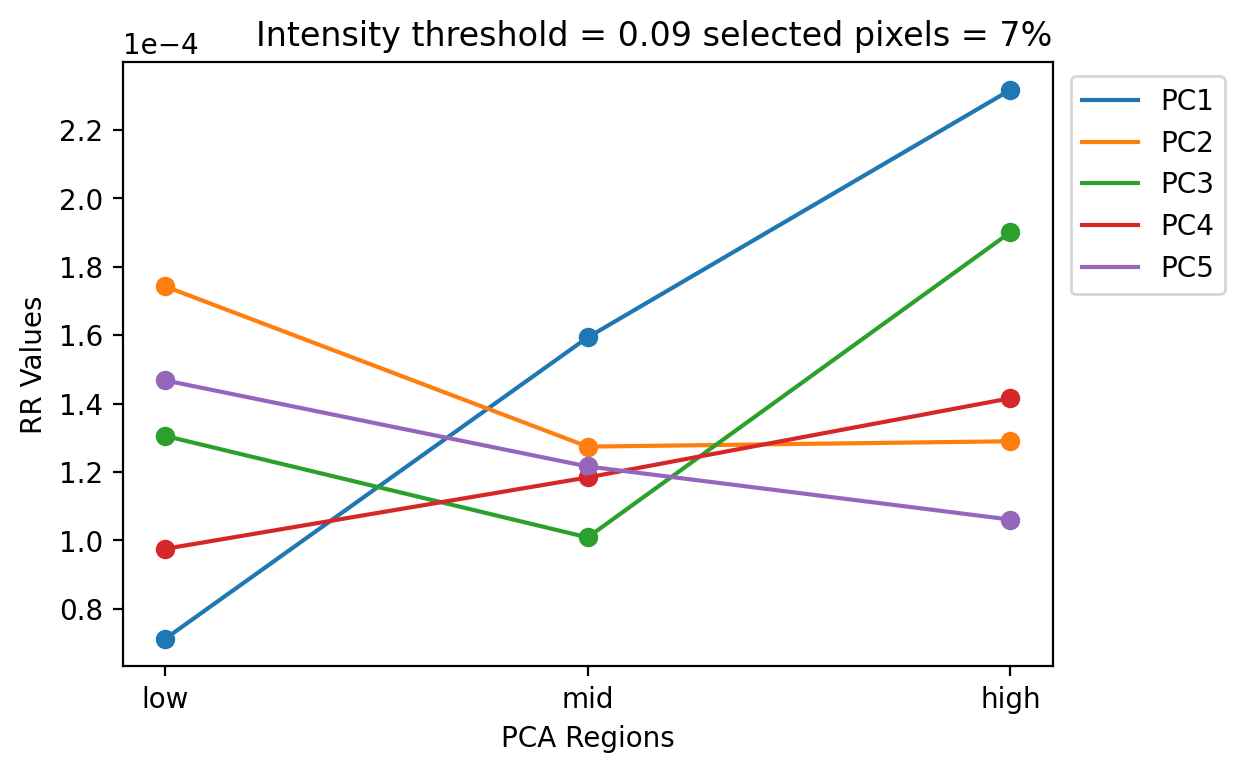 Intensity threshold = 0.09 selected pixels = 7%
1e−4
2.2
2.0
1.8
1.6
1.4
1.2
1.0
0.8
RR Values
low
mid
high
PCA Regions
PC1
PC2
PC3
PC4
PC5